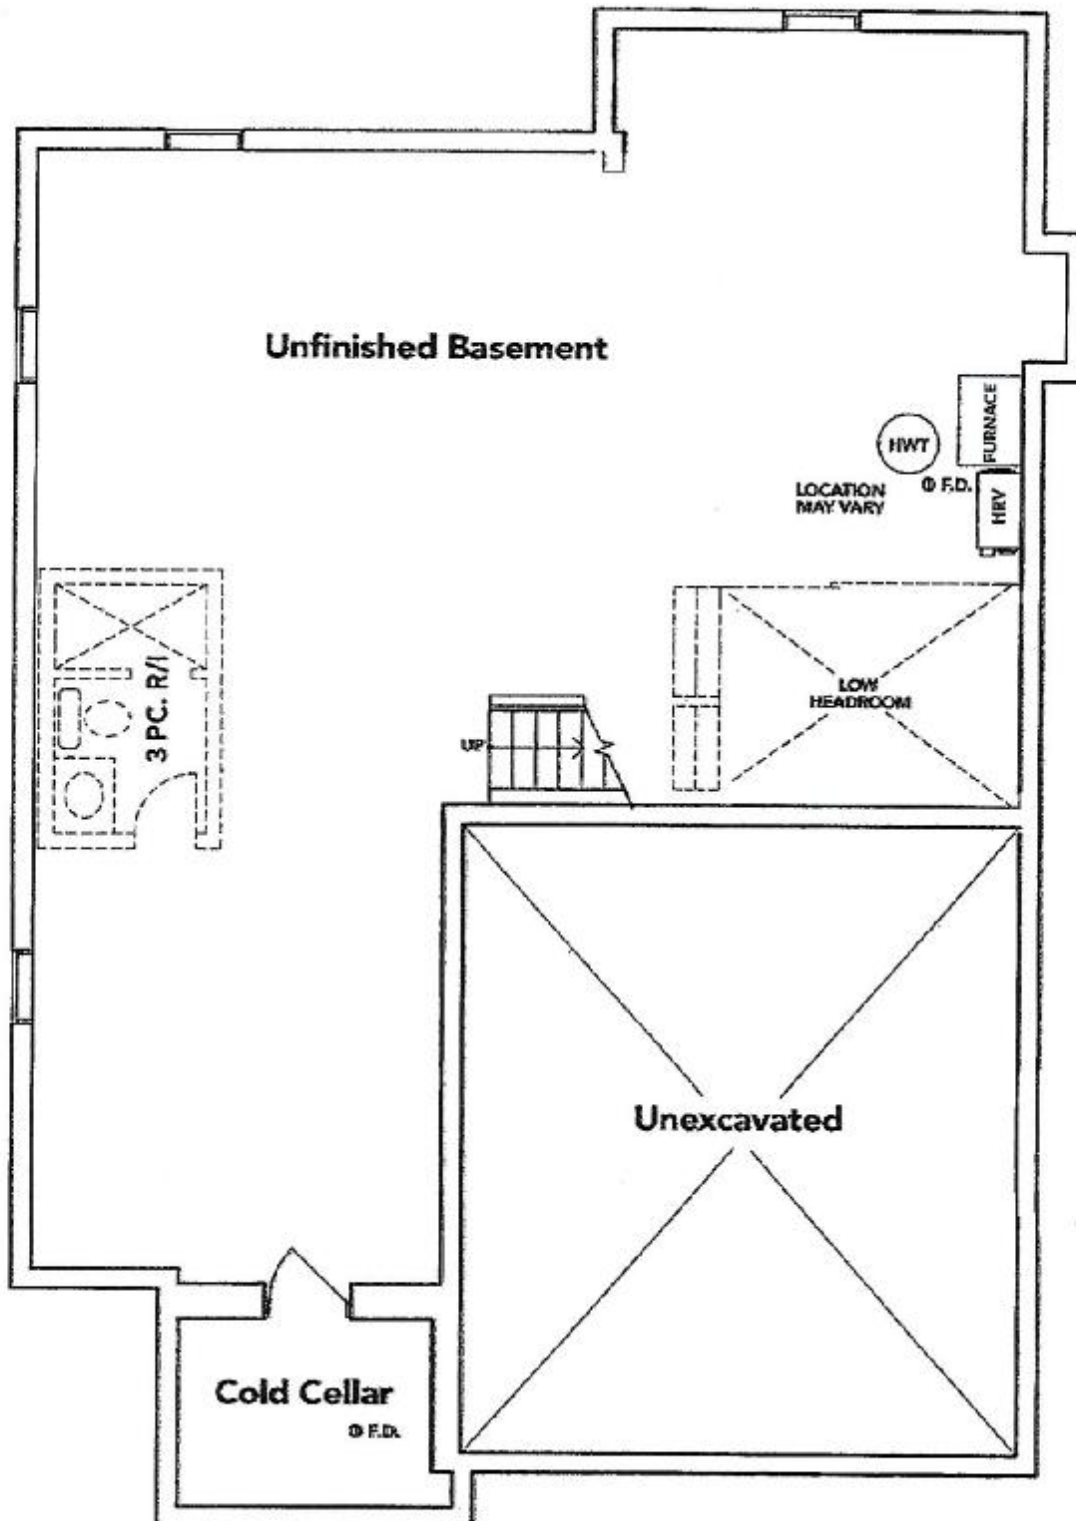 Unfinished Basement
FURNACE
HWT
F.D.
LOCATION
MAY VARY
HRV
3 PC. R/I
LOW
HEADROOM
UP
Unexcavated
Cold Cellar
F.D.